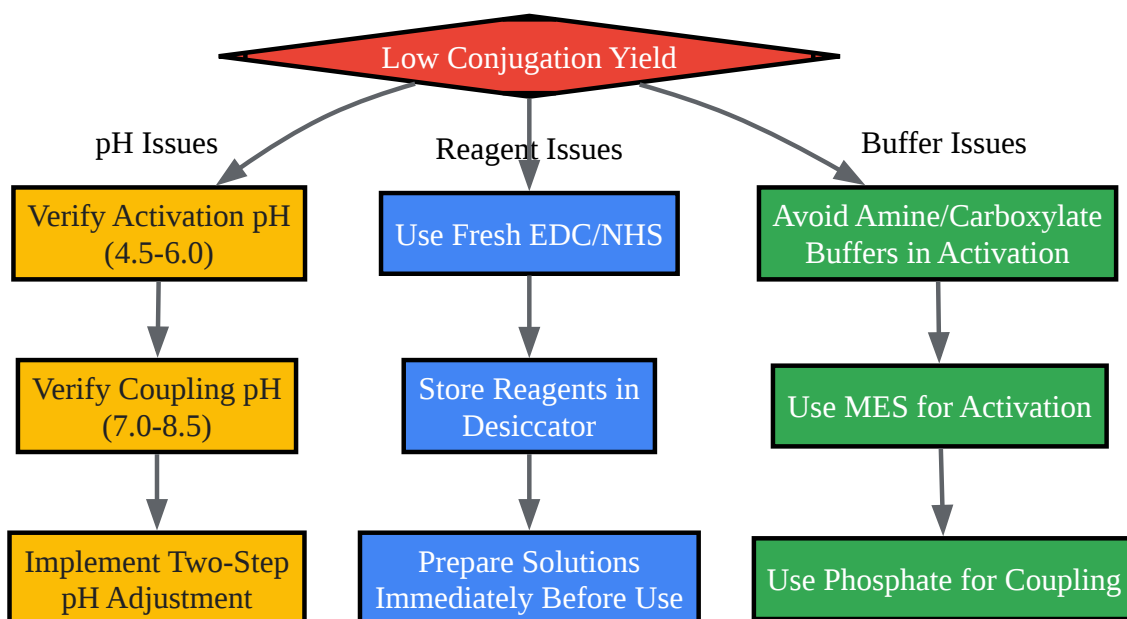 Low Conjugation Yield
pH Issues
Reagent Issues
Buffer Issues
Verify Activation pH
(4.5-6.0)
Use Fresh EDC/NHS
Avoid Amine/Carboxylate
Buffers in Activation
Verify Coupling pH
(7.0-8.5)
Store Reagents in
Desiccator
Use MES for Activation
Implement Two-Step
pH Adjustment
Prepare Solutions
Immediately Before Use
Use Phosphate for Coupling